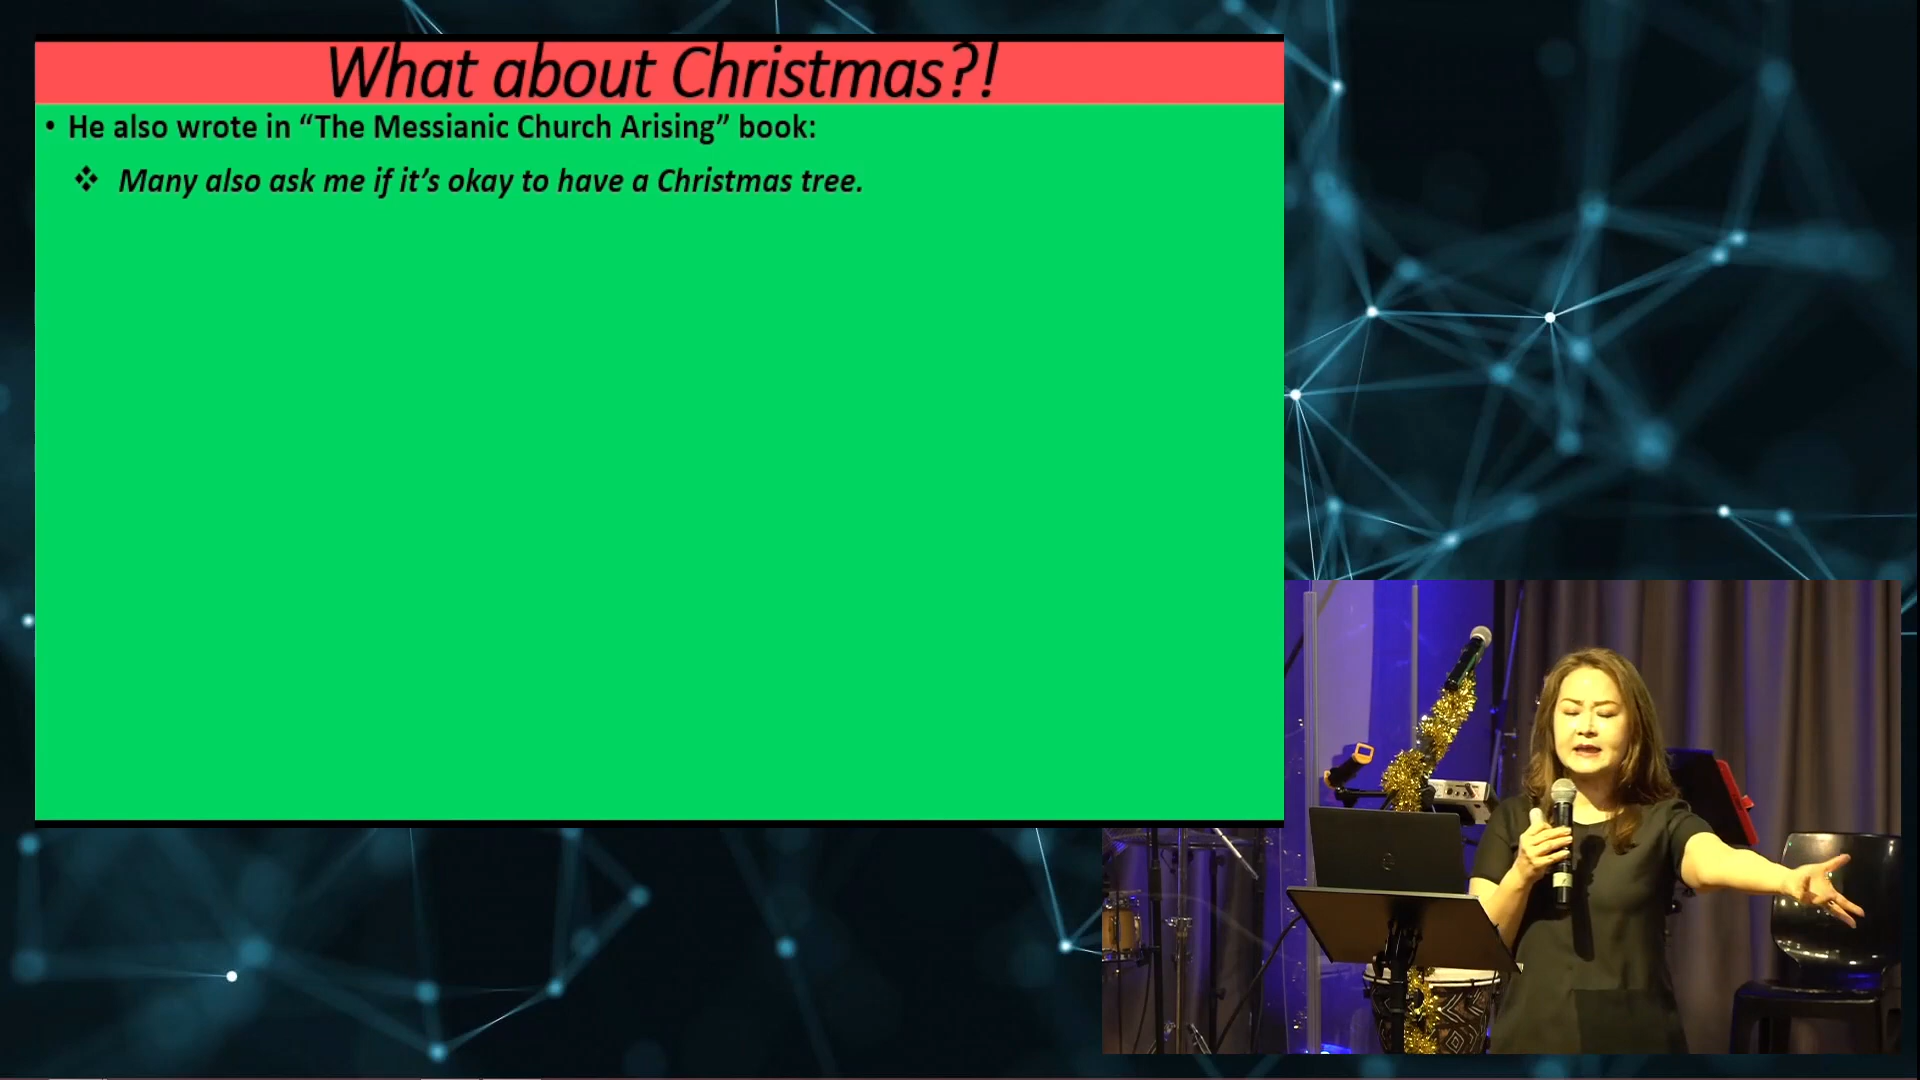 What about Christmas?!
• He also wrote in “The Messianic Church Arising” book:
❖ Many also ask me if it’s okay to have a Christmas tree.